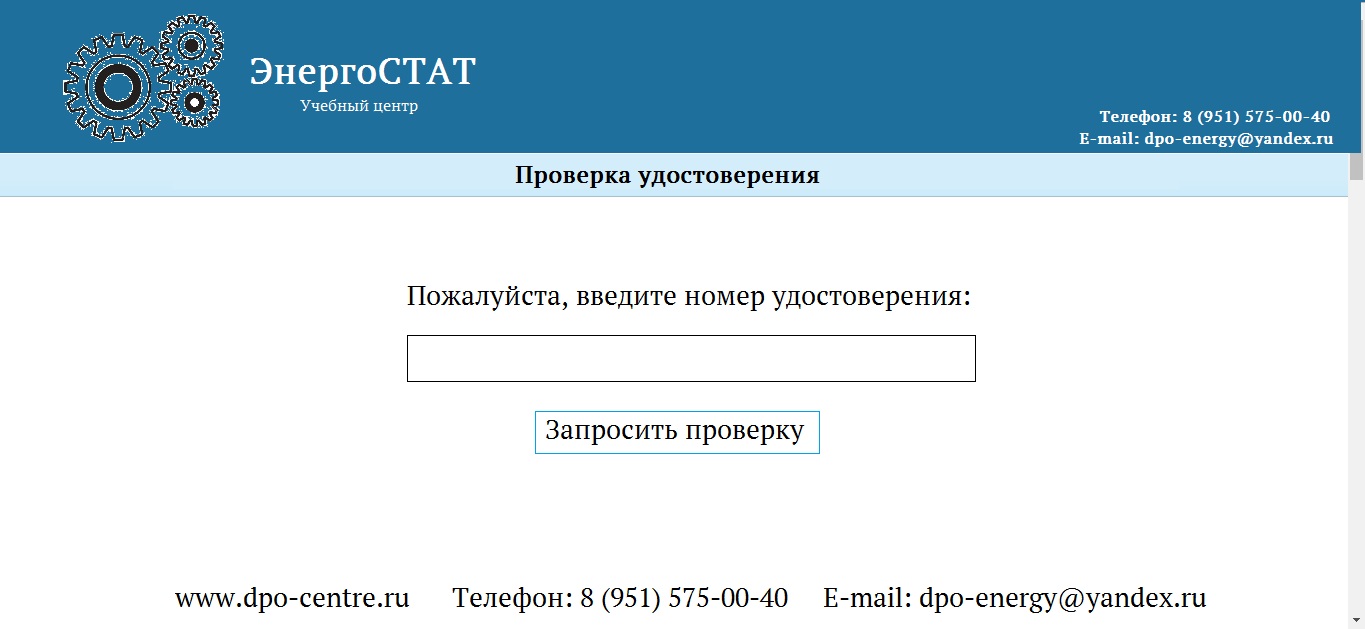 ЭнергоСТАТ
Учебный центр
Телефон: 8 (951) 575-00-40
E-mail: dpo-energy@yandex.ru
Проверка удостоверения
Пожалуйста, введите номер удостоверения:
Запросить проверку
www.dpo-centre.ru Телефон: 8 (951) 575-00-40 E-mail: dpo-energy@yandex.ru